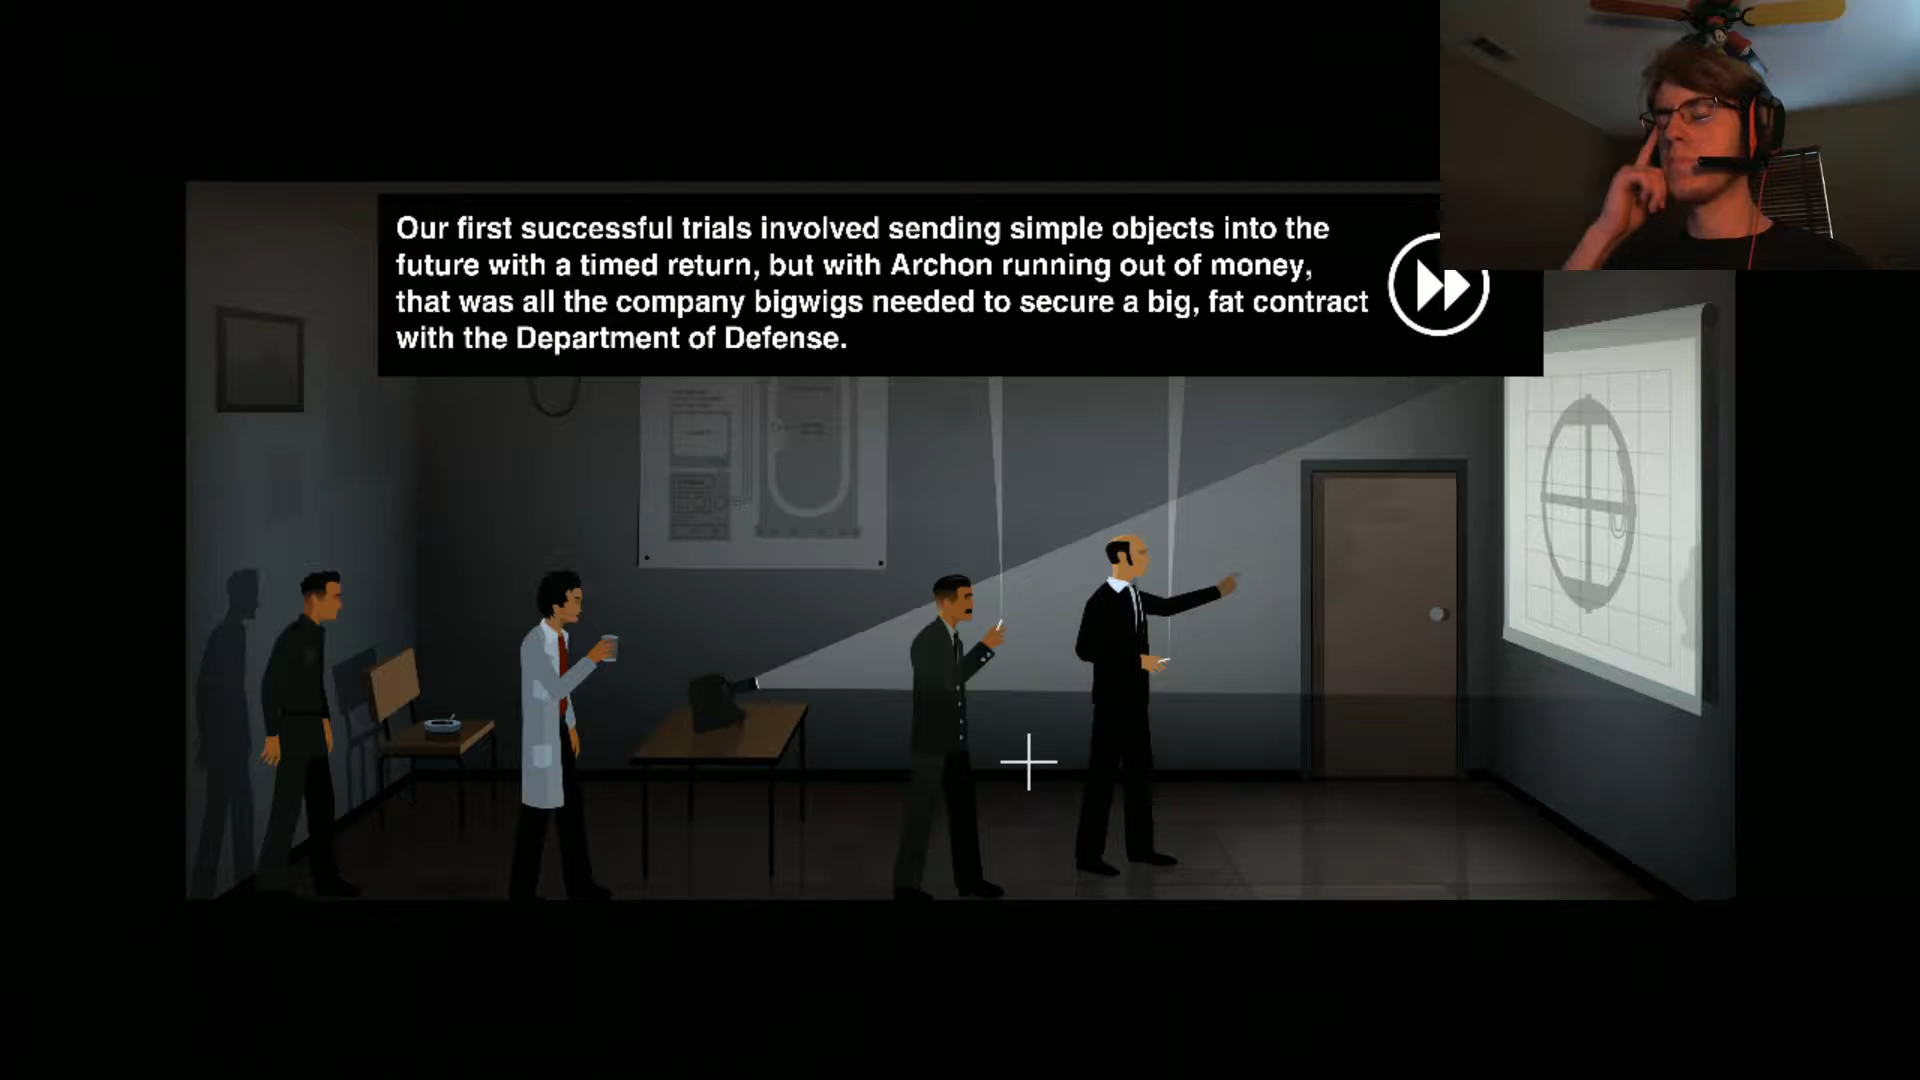 Our first successful trials involved sending simple objects into the
future with a timed return, but with Archon running out of money,
that was all the company bigwigs needed to secure a big, fat contract
with the Department of Defense.